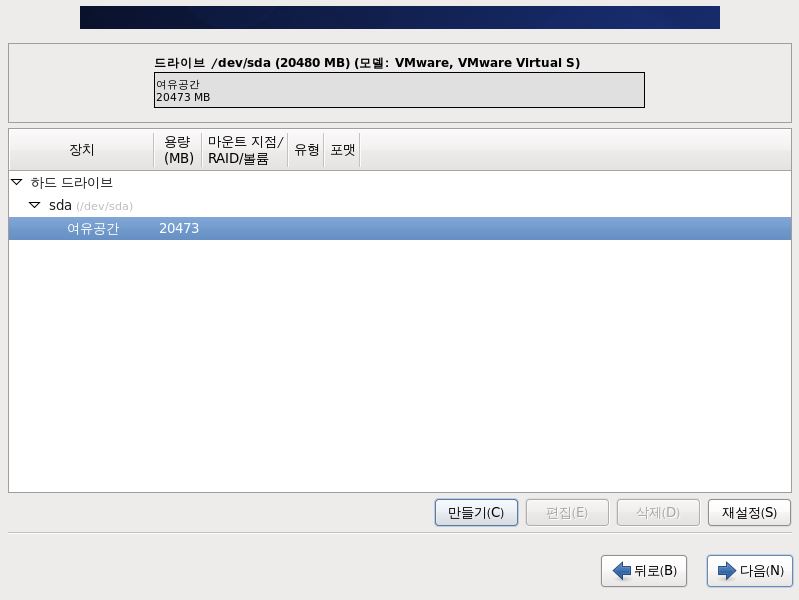 드라이브 /dev/sda (20480 MB) (모델: VMware, VMware Virtual S)
여유공간
20473 MB
장치
용량
(MB)
마운트 지점/
RAID/볼륨
유형
포맷
하드 드라이브
sda (/dev/sda)
여유공간 20473
만들기(C) 편집(E) 삭제(D) 재설정(S)
뒤로(B) 다음(N)